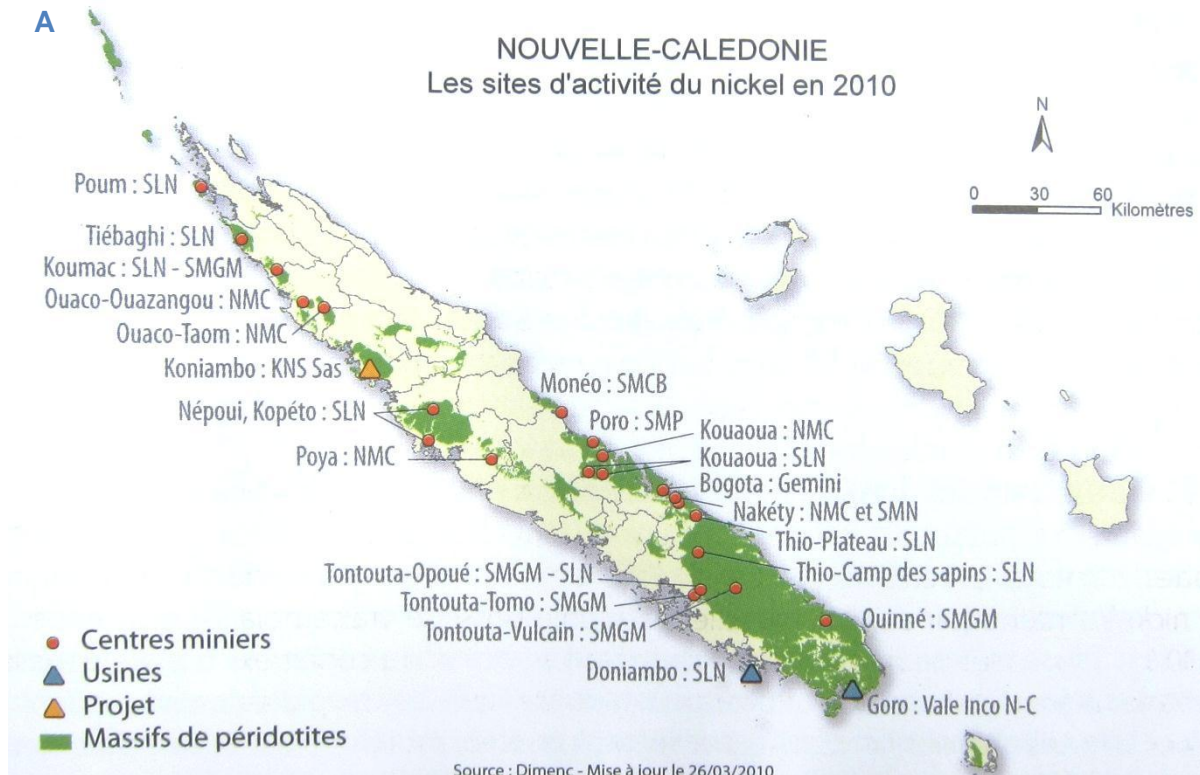 A
NOUVELLE-CALEDONIE
Les sites d'activité du nickel en 2010
N
0 30 60 Kilomètres
Poum : SLN
Tiébaghi : SLN
Koumac : SLN - SMGM
Ouaco-Ouazangou : NMC
Ouaco-Taom : NMC
Koniambo : KNS Sas
Népoui, Kopéto : SLN
Poya : NMC
Monéo : SMCB
Poro : SMP
Kouaoua : NMC
Kouaoua : SLN
Bogota : Gemini
Nakéty : NMC et SMN
Thio-Plateau : SLN
Thio-Camp des sapins : SLN
Tontouta-Opoué : SMGM - SLN
Tontouta-Tomo : SMGM
Tontouta-Vulcain : SMGM
Ouinné : SMGM
Doniambo : SLN
Goro : Vale Inco N-C
Centres miniers
Usines
Projet
Massifs de péridotites
Source : Dimenc - Mise à jour le 26/03/2010